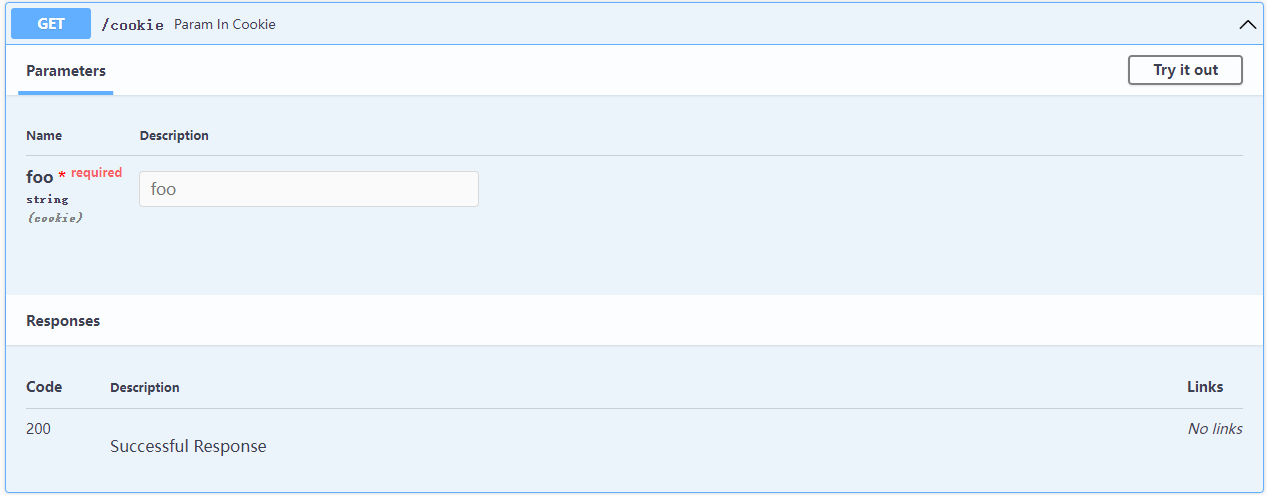 GET /cookie Param In Cookie
Parameters Try it out
Name Description
foo * required foo
string
(cookie)
Responses
Code Description Links
200 No links
Successful Response